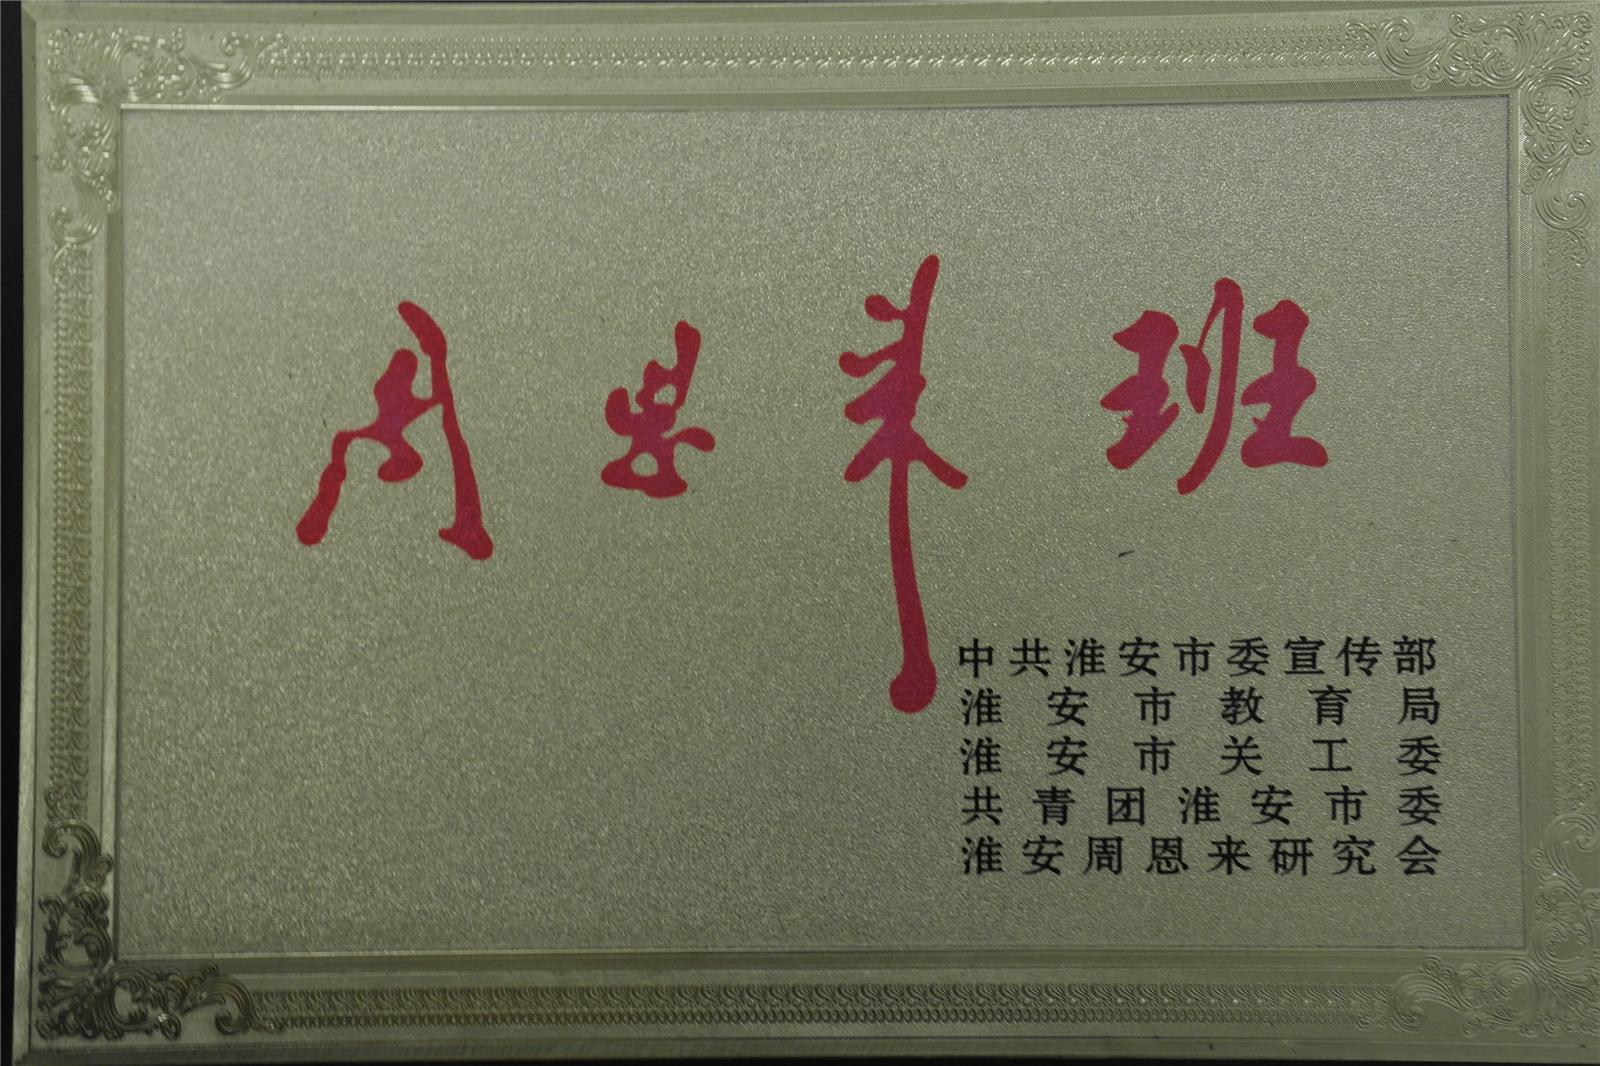 周恩来班
中共淮安市委宣传部
淮安市教育局
淮安市关工委
共青团淮安市委
淮安周恩来研究会